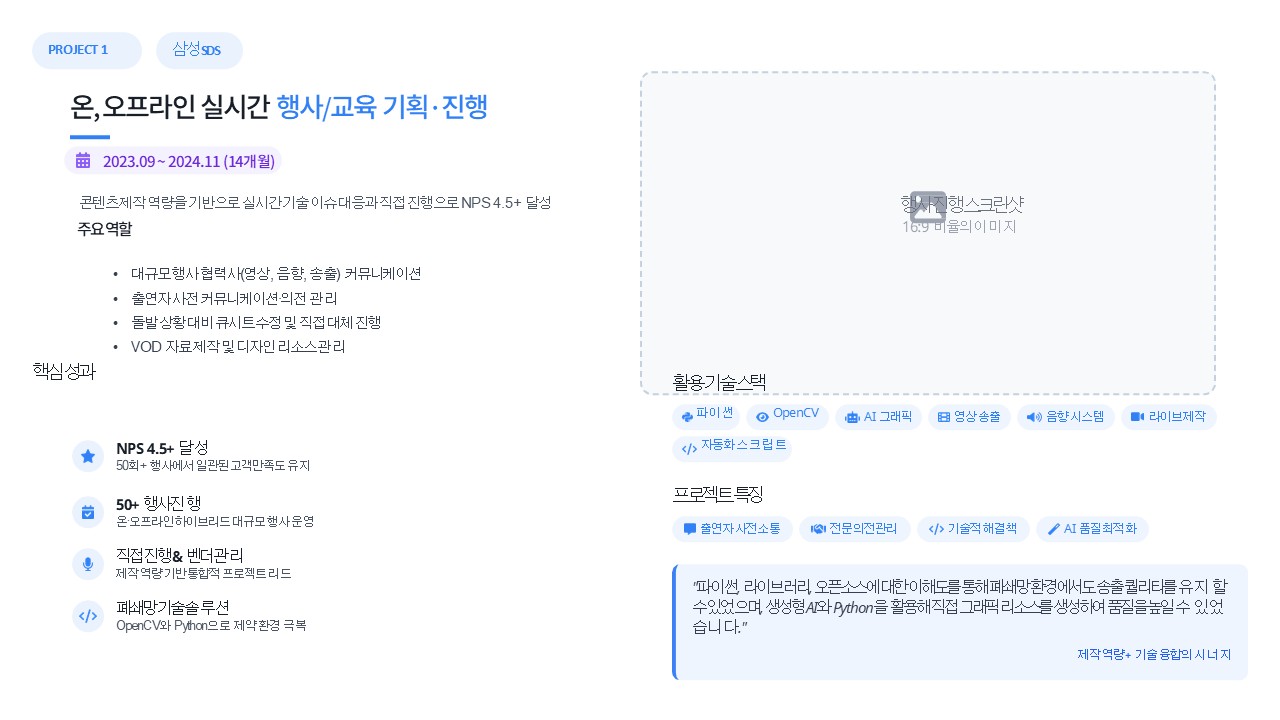 PROJECT 1
삼성SDS
온, 오프라인 실시간 행사/교육 기획·진행
2023.09 ~ 2024.11 (14개월)
콘텐츠제작 역량을 기반으로 실시간 기술 이슈 대응과 직접 진행으로 NPS 4.5+ 달성
주요 역할
• 대규모 행사 협력사(영상, 음향, 송출) 커뮤니케이션
• 출연자 사전 커뮤니케이션·의전 관리
• 돌발 상황 대비 큐시트 수정 및 직접 대체 진행
• VOD 자료 제작 및 디자인 리소스 관리
핵심 성과
NPS 4.5+ 달성
50회+ 행사에서 일관된 고객만족도 유지
50+ 행사 진행
온·오프라인 하이브리드 대규모 행사 운영
직접 진행 & 벤더 관리
제작 역량 기반 통합적 프로젝트 리드
폐쇄망 기술 솔루션
OpenCV와 Python으로 제약 환경 극복
행사 진행 스크린샷
16:9 비율의 이미지
활용 기술 스택
파이썬
OpenCV
AI 그래픽
영상 송출
음향 시스템
라이브 제작
자동화 스크립트
프로젝트 특징
출연자 사전 소통
전문 의전 관리
기술적 해결책
AI 품질 최적화
"파이썬, 라이브러리, 오픈소스에 대한 이해도를 통해 폐쇄망 환경에서도 송출 퀄리티를 유지 할
수 있었으며, 생성형 AI와 Python을 활용해 직접 그래픽 리소스를 생성하여 품질을 높일 수 있었
습니다."
제작 역량 + 기술 융합의 시너지